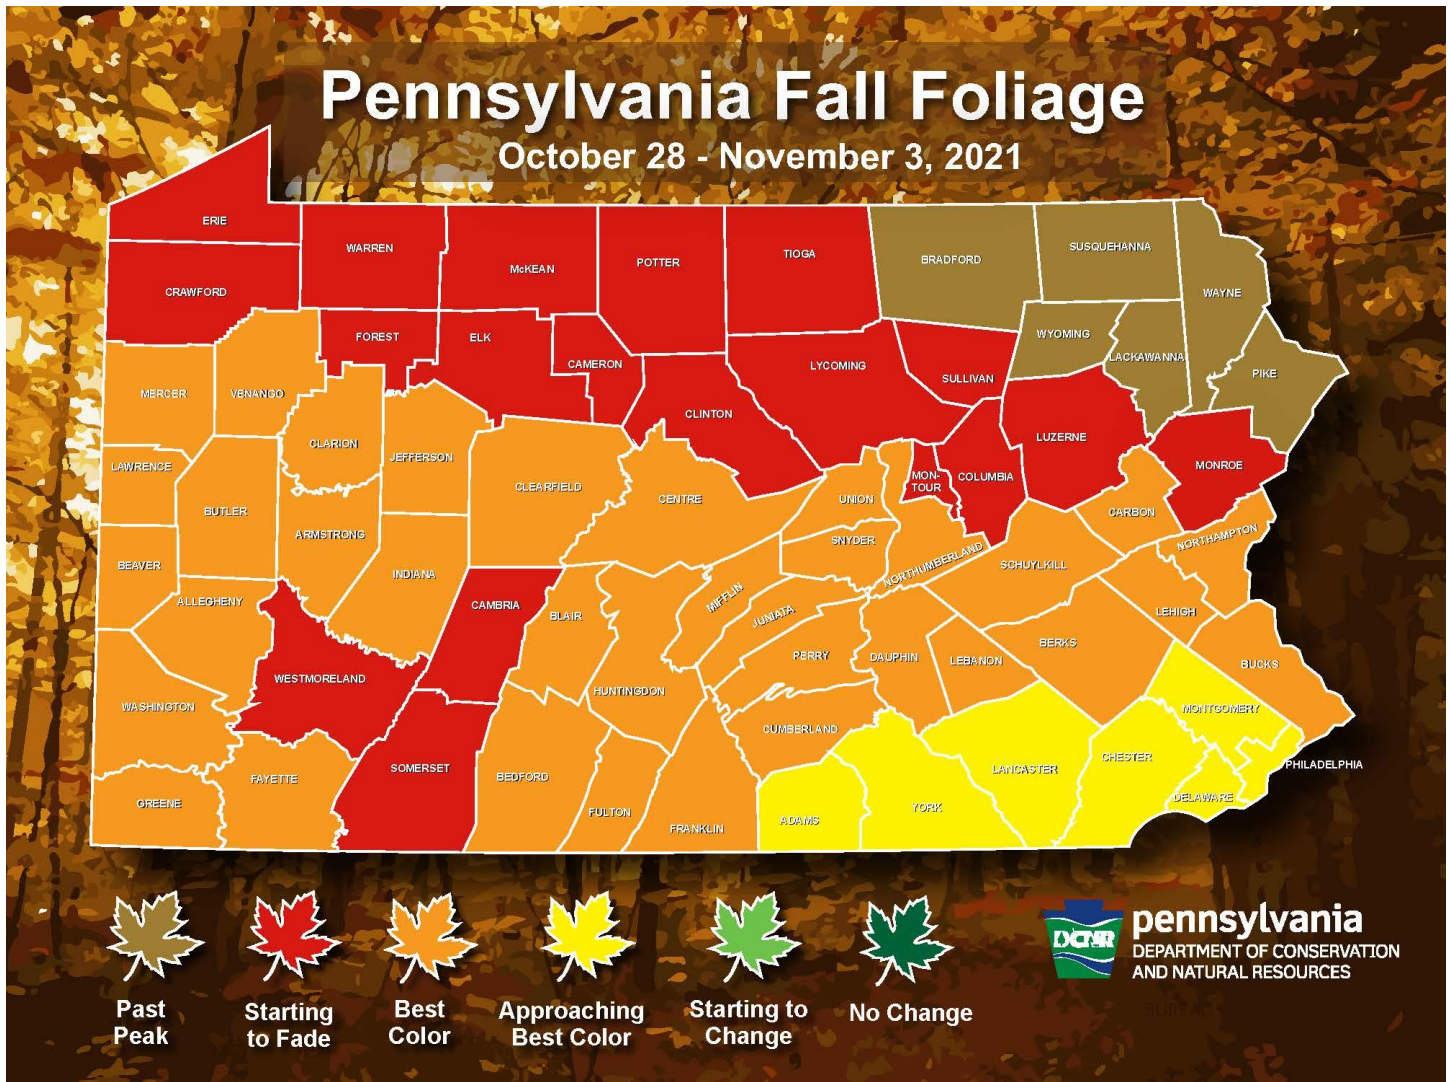 Pennsylvania Fall Foliage
October 28 - November 3, 2021
ERIE
WARREN
McKEAN
POTTER
TIOGA
BRADFORD
SUSQUEHANNA
WAYNE
CRAWFORD
FOREST
ELK
CAMERON
LYCOMING
SULLIVAN
WYOMING
LACKAWANNA
PIKE
MERCER
VENANGO
CLINTON
CLARION
JEFFERSON
LUZERNE
MONROE
LAWRENCE
CLEARFIELD
CENTRE
UNION
MON-
TOUR
COLUMBIA
BUTLER
ARMSTRONG
SNYDER
CARBON
NORTHAMPTON
BEAVER
INDIANA
NORTHUMBERLAND
SCHUYLKILL
ALLEGHENY
CAMBRIA
BLAIR
MIFFLIN
JUNIATA
LEHIGH
WESTMORELAND
HUNTINGDON
PERRY
DAUPHIN
LEBANON
BERKS
BUCKS
WASHINGTON
CUMBERLAND
MONTGOMERY
FAYETTE
SOMERSET
BEDFORD
LANCASTER
CHESTER
PHILADELPHIA
GREENE
FULTON
FRANKLIN
ADAMS
YORK
DELAWARE
Past
Peak
Starting
to Fade
Best
Color
Approaching
Best Color
Starting to
Change
No Change
DCNR
pennsylvania
DEPARTMENT OF CONSERVATION
AND NATURAL RESOURCES